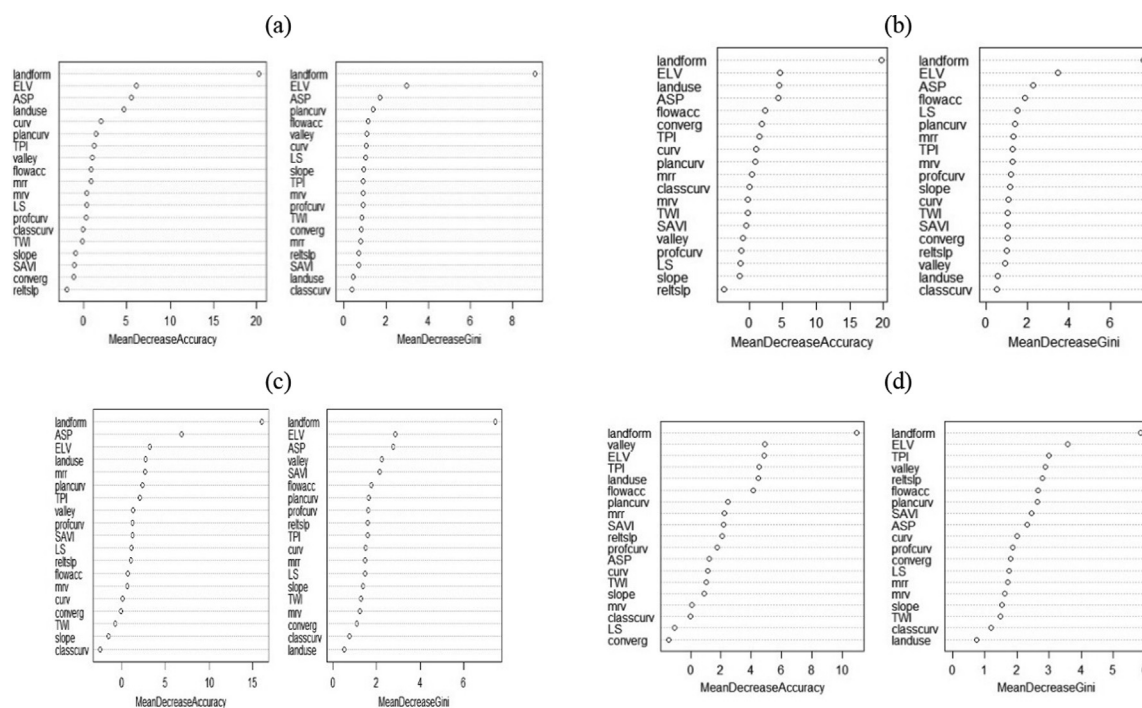 (a)
landform
ELV
ASP
landuse
curv
plancurv
TPI
valley
flowacc
mrr
mrv
LS
profcurv
classcurv
TWI
slope
SAVI
converg
reltslp
0 5 10 15 20
MeanDecreaseAccuracy
landform
ELV
ASP
plancurv
flowacc
valley
curv
LS
slope
TPI
mrv
profcurv
TWI
converg
mrr
reltslp
SAVI
landuse
classcurv
0 2 4 6 8
MeanDecreaseGini
(b)
landform
ELV
landuse
ASP
flowacc
converg
TPI
curv
plancurv
mrr
classcurv
mrv
TWI
SAVI
valley
profcurv
LS
slope
reltslp
0 5 10 15 20
MeanDecreaseAccuracy
landform
ELV
ASP
flowacc
LS
plancurv
mrr
TPI
mrv
profcurv
slope
curv
TWI
SAVI
converg
reltslp
valley
landuse
classcurv
0 2 4 6
MeanDecreaseGini
(c)
landform
ASP
ELV
landuse
mrr
plancurv
TPI
valley
profcurv
SAVI
LS
reltslp
flowacc
mrv
curv
converg
TWI
slope
classcurv
0 5 10 15
MeanDecreaseAccuracy
landform
ELV
ASP
valley
SAVI
flowacc
plancurv
profcurv
reltslp
TPI
curv
mrr
LS
slope
TWI
mrv
converg
classcurv
landuse
0 2 4 6
MeanDecreaseGini
(d)
landform
valley
ELV
TPI
landuse
flowacc
plancurv
mrr
SAVI
reltslp
profcurv
ASP
curv
TWI
slope
mrv
classcurv
LS
converg
0 2 4 6 8 10
MeanDecreaseAccuracy
landform
ELV
TPI
valley
reltslp
flowacc
plancurv
SAVI
ASP
curv
profcurv
converg
LS
mrr
mrv
slope
TWI
classcurv
landuse
0 1 2 3 4 5
MeanDecreaseGini